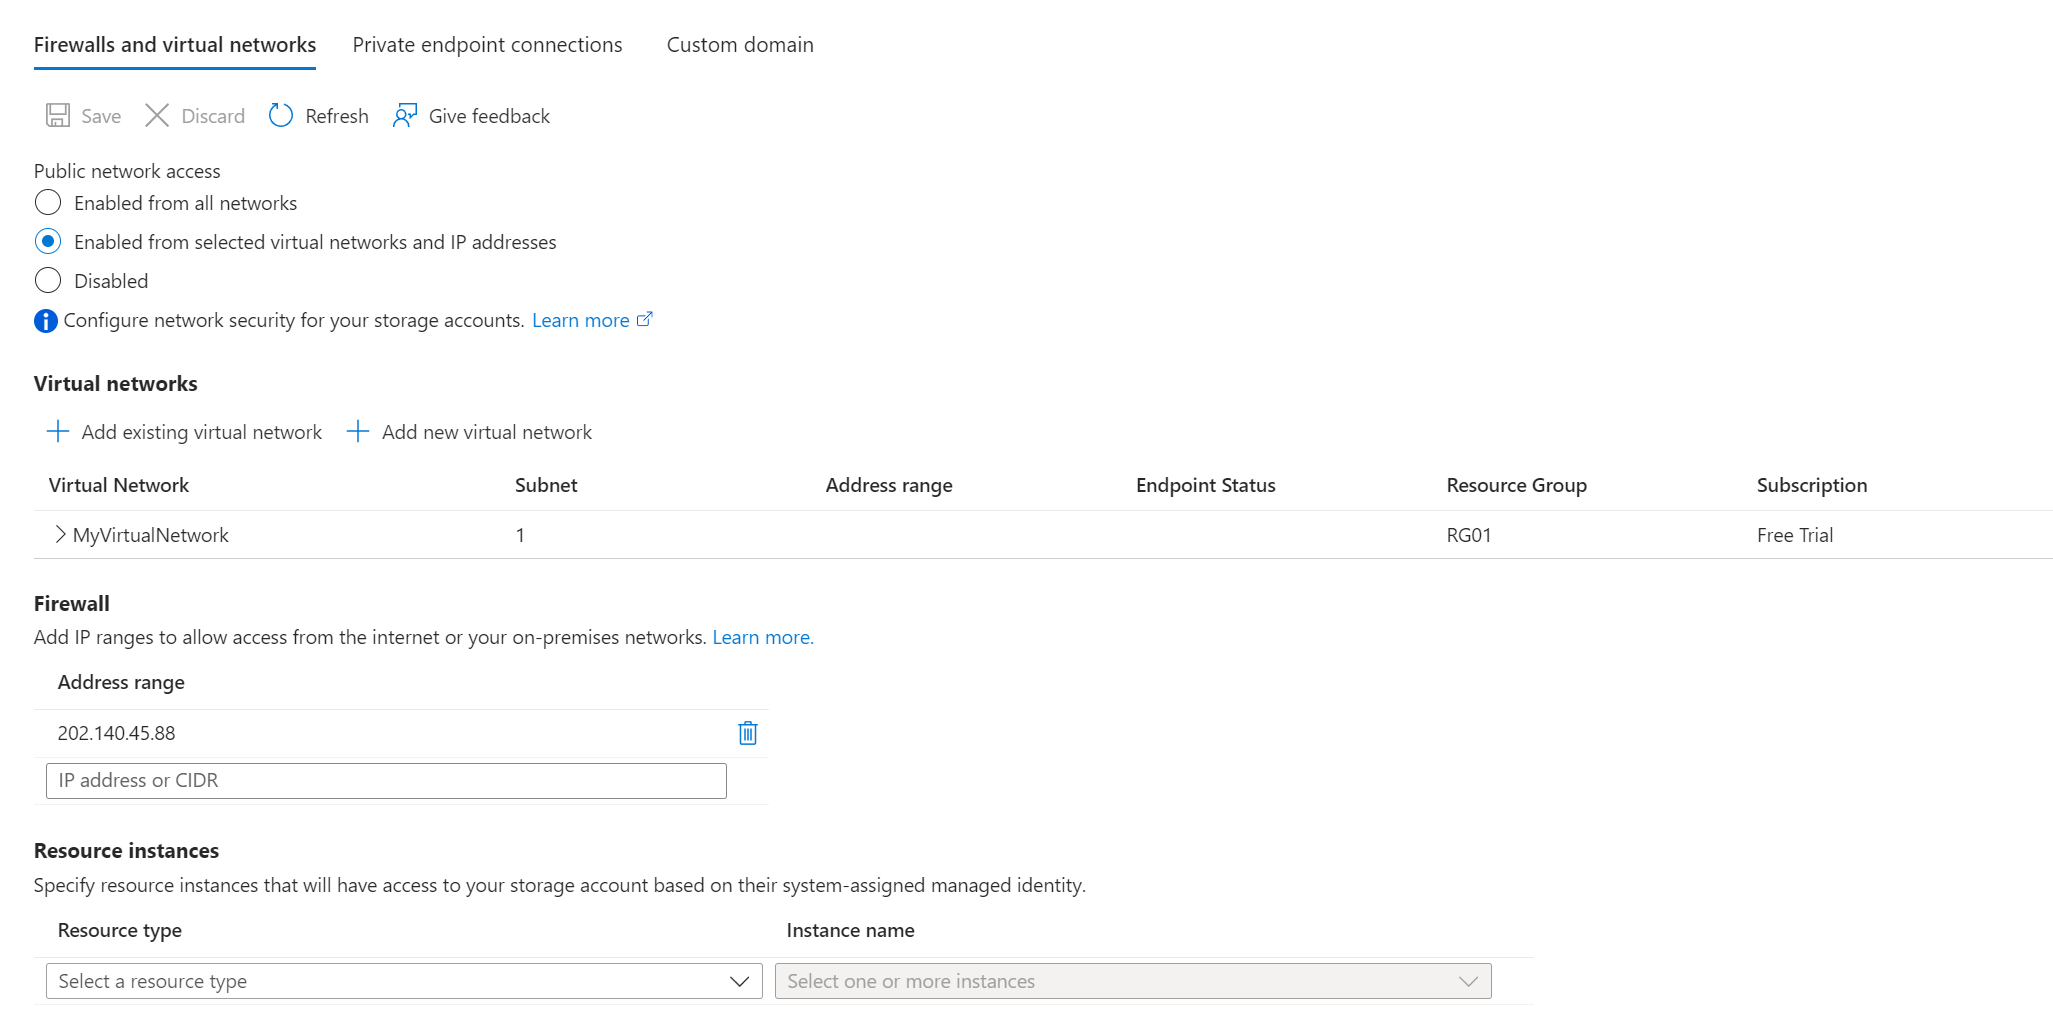 Firewalls and virtual networks Private endpoint connections Custom domain
Save Discard Refresh Give feedback
Public network access
Enabled from all networks
Enabled from selected virtual networks and IP addresses
Disabled
Configure network security for your storage accounts. Learn more
Virtual networks
Add existing virtual network Add new virtual network
Virtual Network Subnet Address range Endpoint Status Resource Group Subscription
MyVirtualNetwork 1 RG01 Free Trial
Firewall
Add IP ranges to allow access from the internet or your on-premises networks. Learn more.
Address range
202.140.45.88
IP address or CIDR
Resource instances
Specify resource instances that will have access to your storage account based on their system-assigned managed identity.
Resource type Instance name
Select a resource type Select one or more instances